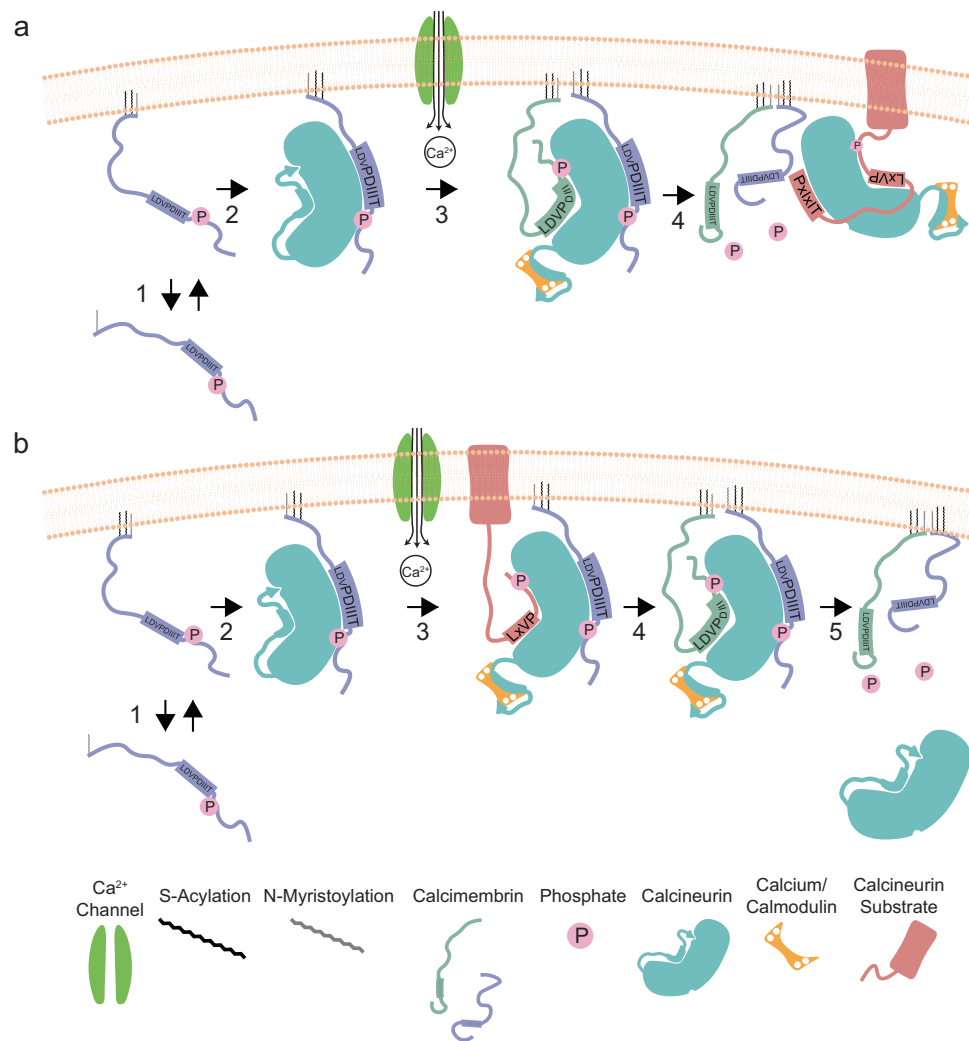 a
Ca2+
2
3
4
1
LDVPDIIIT
P
LDVPDIIIT
P
LDVPDIIIT
P
LDVPDIII
P
LDVPDIIIT
P
LDVPDIIIT
LDVPDIIIT
P
P
P
PxIxIT
LxVP
b
Ca2+
2
3
4
5
1
LDVPDIIIT
P
LDVPDIIIT
P
LDVPDIIIT
P
P
LxVP
LDVPDIIIT
P
P
LDVPDIII
LDVPDIIIT
P
LDVPDIIIT
LDVPDIIIT
P
P
Ca2+
Channel
S-Acylation
N-Myristoylation
Calcimembrin
Phosphate
Calcineurin
Calcium/
Calmodulin
Calcineurin
Substrate
P